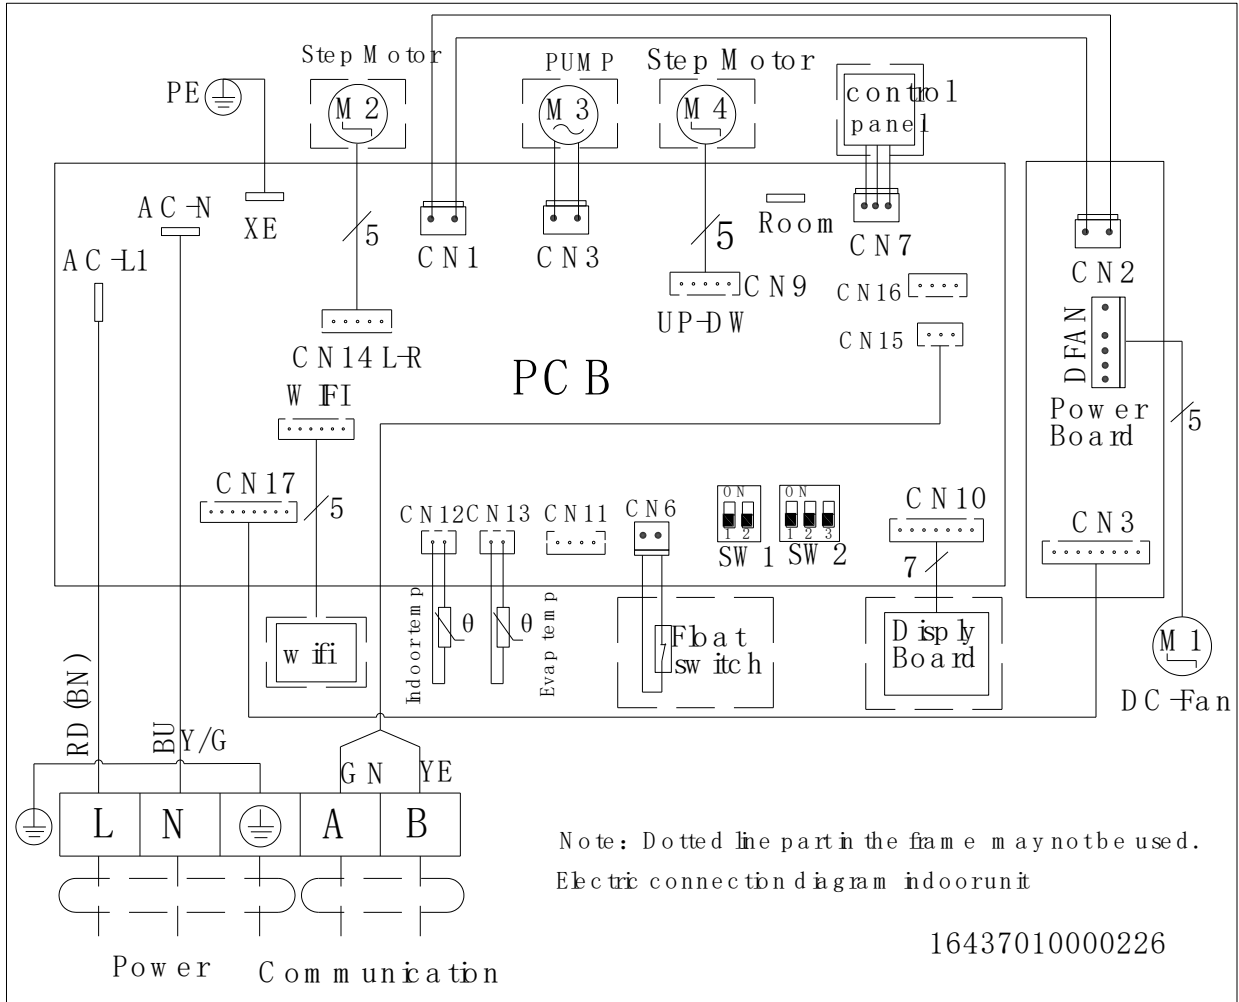 Step Motor
PUMP
Step Motor
PE
M2
M3
M4
control
panel
AC-N
XE
5
CN1
CN3
5
Room
CN7
AC-L1
CN9
UP-DW
CN16
CN15
CN2
CN14 L-R
WIFI
PCB
DFAN
Power
Board
5
CN17
5
CN12
CN13
CN11
CN6
ON
1 2
SW1
ON
1 2 3
SW2
CN10
7
CN3
Indoor temp
θ
Evap temp
θ
wifi
Float
switch
Disply
Board
M1
DC-Fan
RD (BN)
BU
Y/G
GN
YE
L
N
A
B
Note: Dotted line part in the frame may not be used.
Electric connection diagram indoor unit
16437010000226
Power
Communication